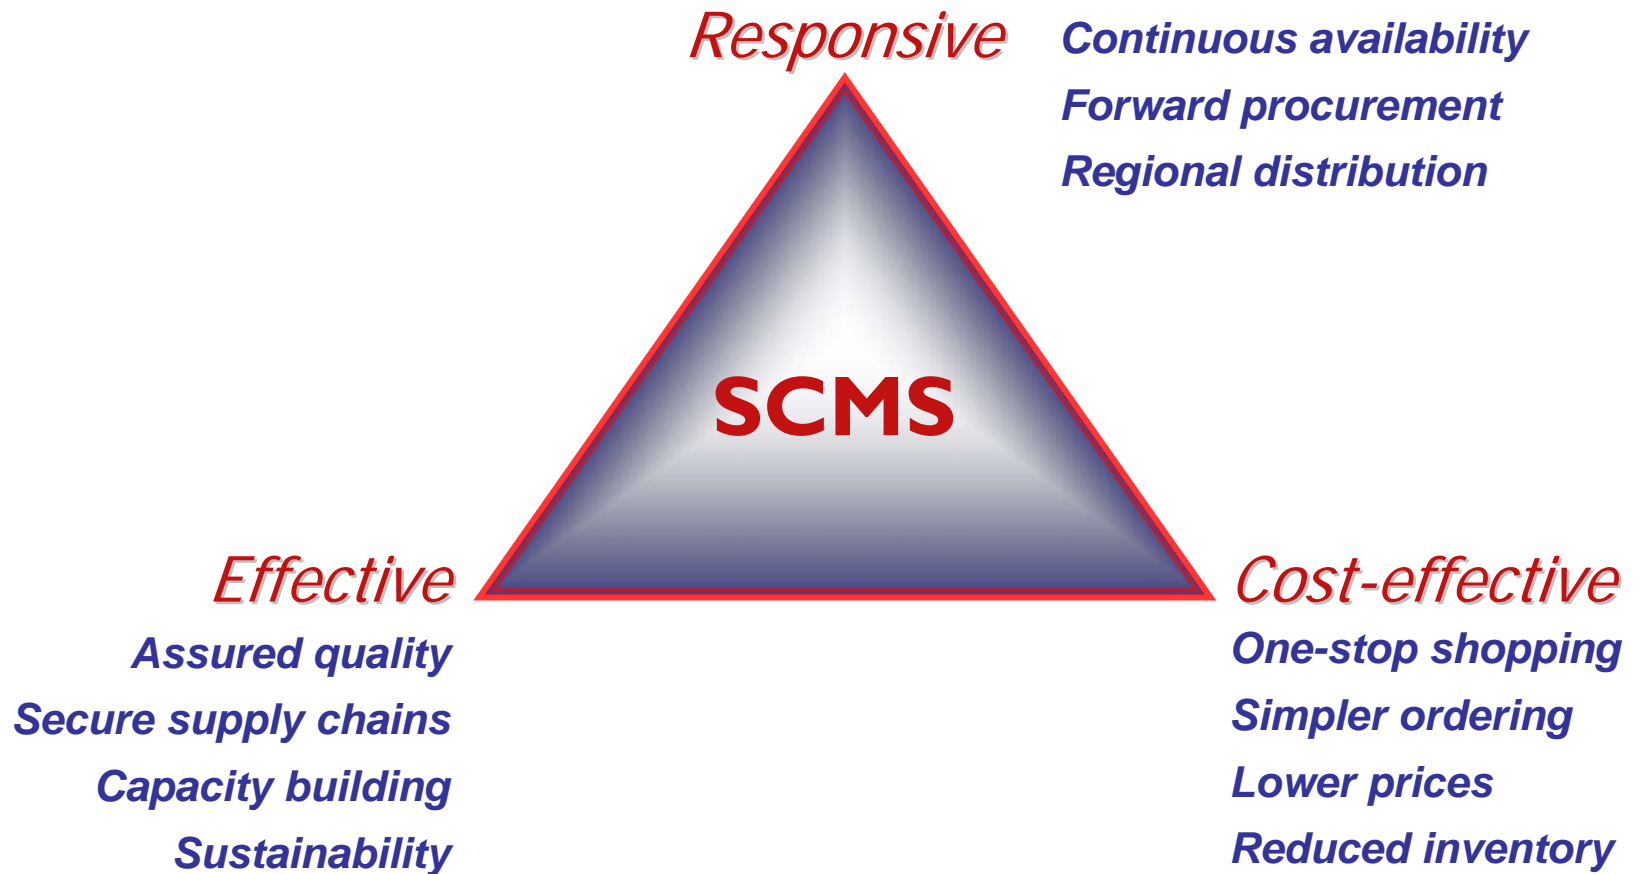 Responsive
Continuous availability
Forward procurement
Regional distribution
SCMS
Effective
Assured quality
Secure supply chains
Capacity building
Sustainability
Cost-effective
One-stop shopping
Simpler ordering
Lower prices
Reduced inventory